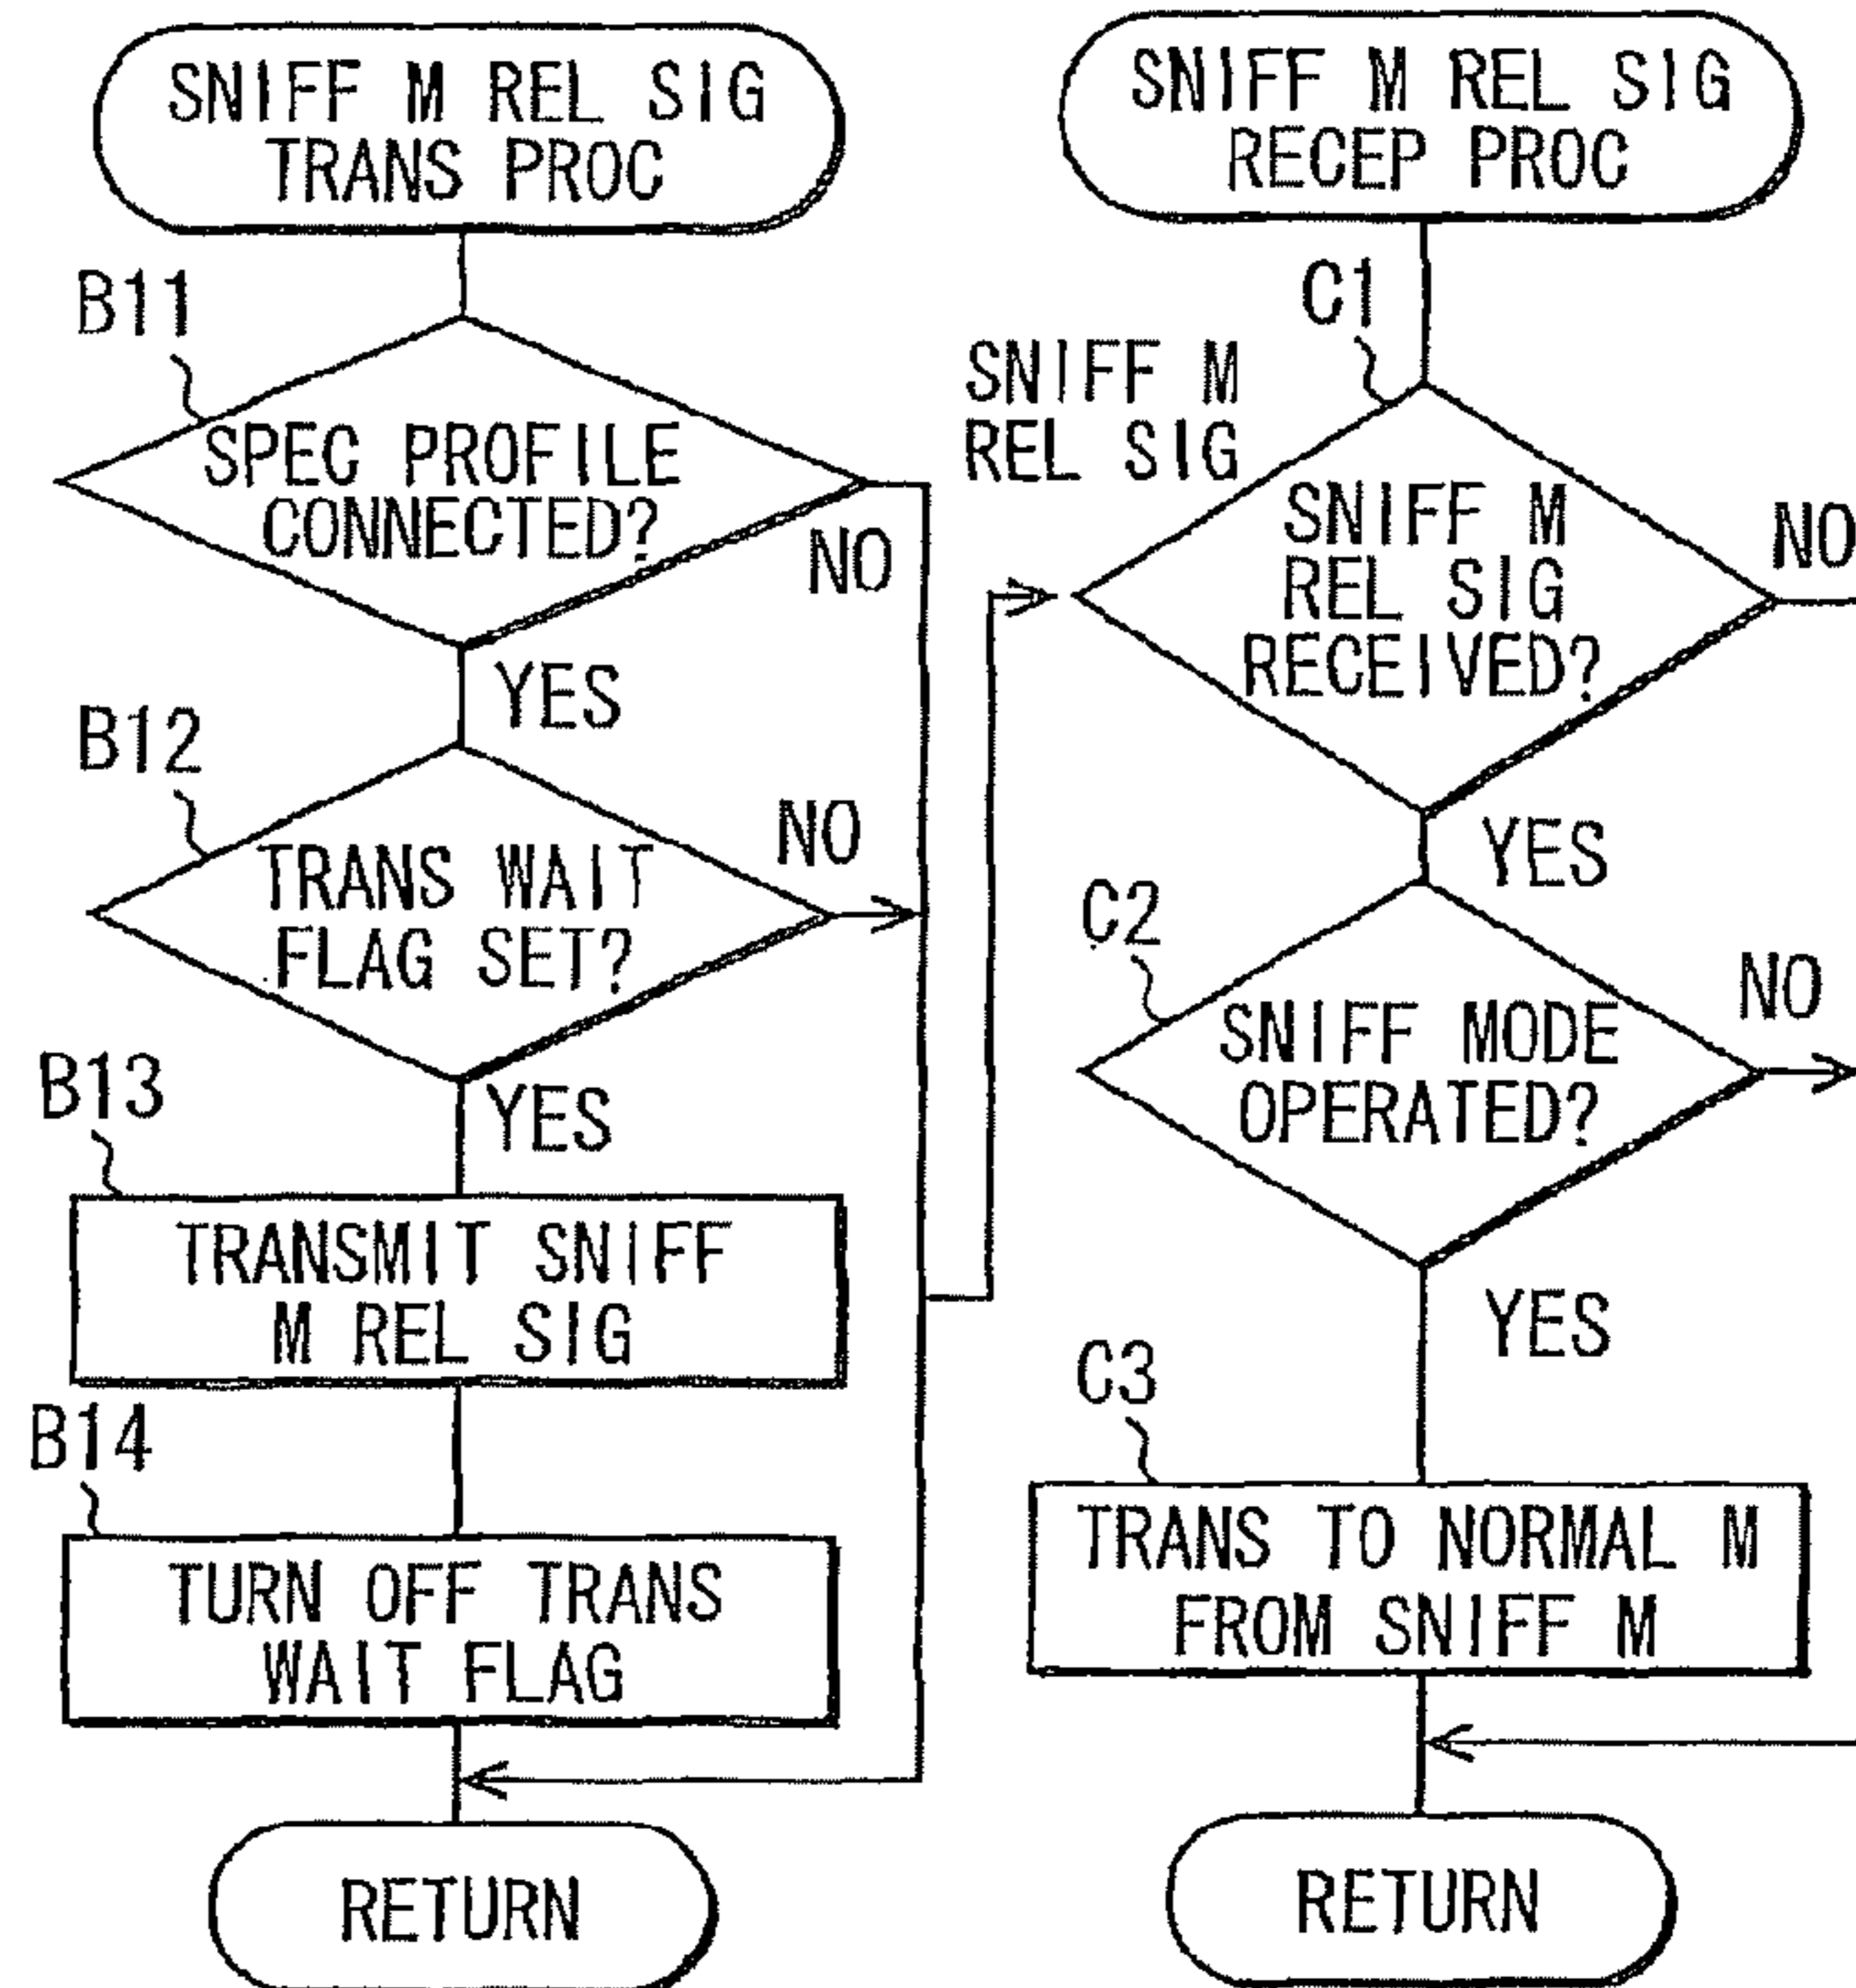 SNIFF M REL SIG
TRANS PROC
B11
SPEC PROFILE
CONNECTED?
NO
YES
B12
TRANS WAIT
FLAG SET?
NO
YES
B13
TRANSMIT SNIFF
M REL SIG
B14
TURN OFF TRANS
WAIT FLAG
RETURN
SNIFF M REL SIG
RECEP PROC
C1
SNIFF M
REL SIG
SNIFF M
REL SIG
RECEIVED?
NO
YES
C2
SNIFF MODE
OPERATED?
NO
YES
C3
TRANS TO NORMAL M
FROM SNIFF M
RETURN